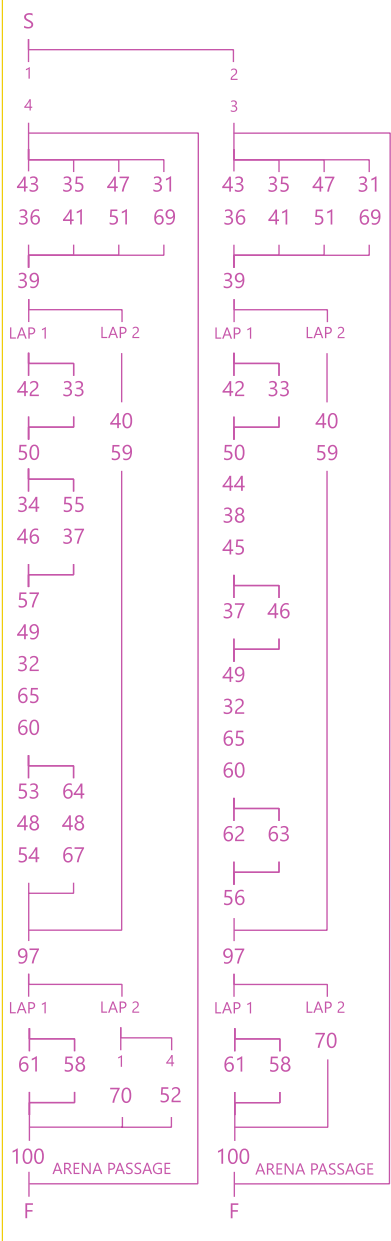 S
1 2
4 3
43 35 47 31 43 35 47 31
36 41 51 69 36 41 51 69
39 39
LAP 1 LAP 2 LAP 1 LAP 2
42 33 42 33
40 40
50 59 50 59
44
34 55
38
46 37
45
57
37 46
49
32 49
65 32
60 65
60
53 64
48 48 62 63
54 67
56
97 97
LAP 1 LAP 2 LAP 1 LAP 2
61 58 1 4 61 58 70
70 52
100 ARENA PASSAGE 100 ARENA PASSAGE
F F